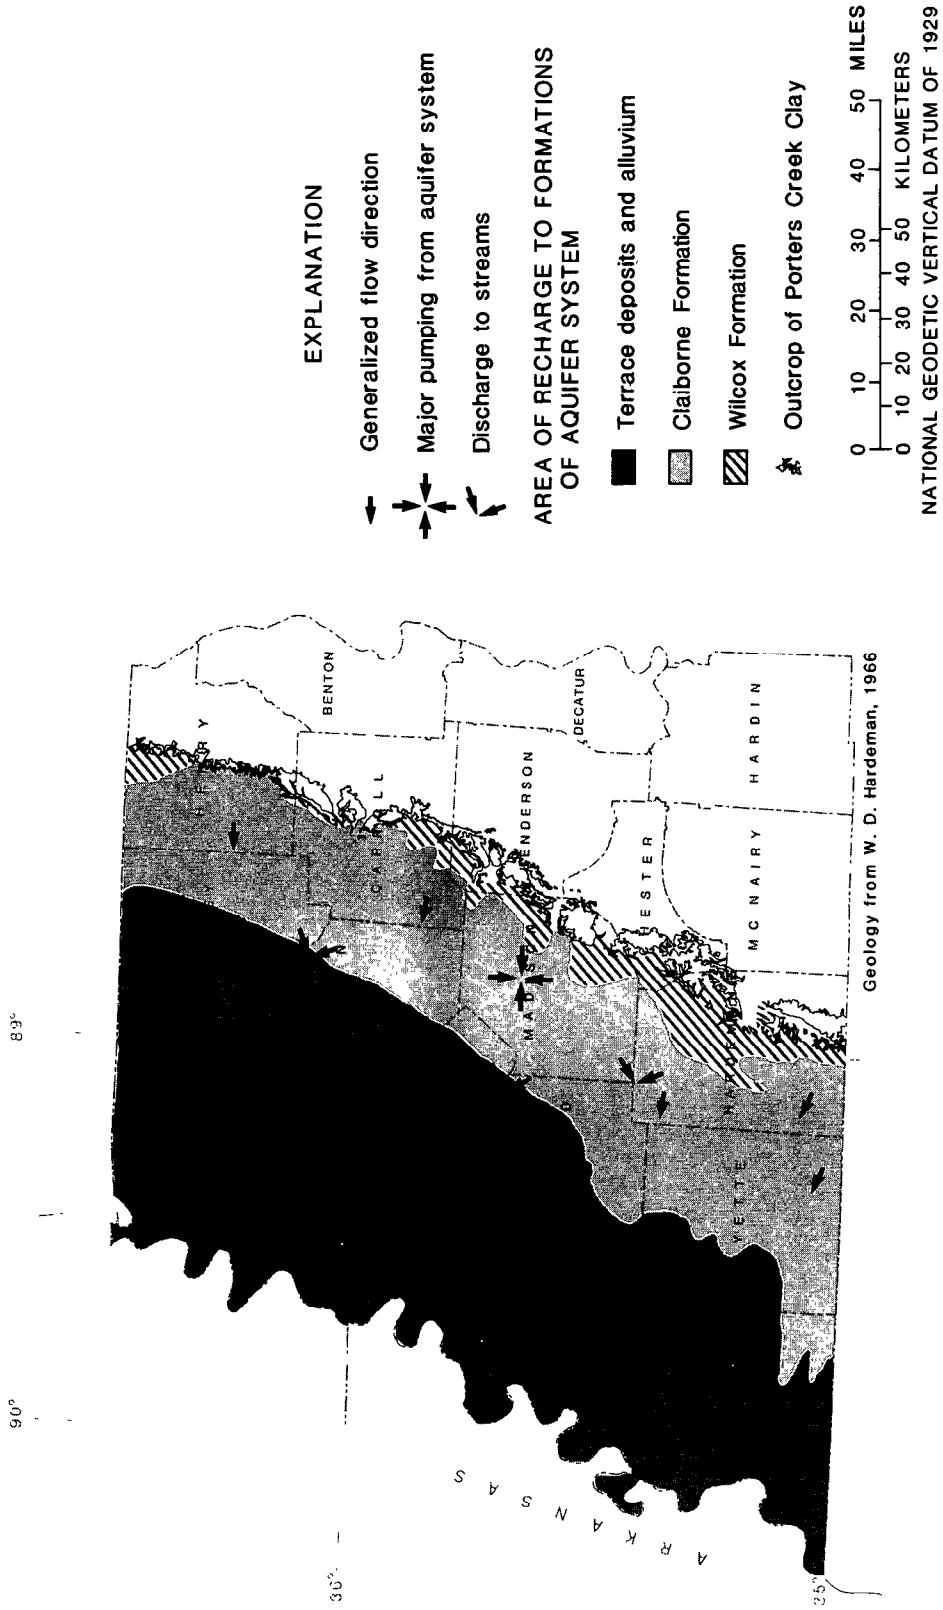 EXPLANATION
Generalized flow direction
Major pumping from aquifer system
Discharge to streams
AREA OF RECHARGE TO FORMATIONS
OF AQUIFER SYSTEM
Terrace deposits and alluvium
Claiborne Formation
Wilcox Formation
Outcrop of Porters Creek Clay
0 10 20 30 40 50 MILES
0 10 20 30 40 50 KILOMETERS
NATIONAL GEODETIC VERTICAL DATUM OF 1929
90°
89°
36°
35°
ARKANSAS
BENTON
DECATUR
HARDIN
MC NAIRY
ENDERSON
ESTER
YETTE
Geology from W. D. Hardeman, 1966